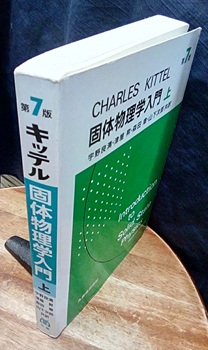 第7版
キッテル
固体物理学入門
上
CHARLES KITTEL
固体物理学入門 上
第7版
Introduction
to
Solid State
Physics